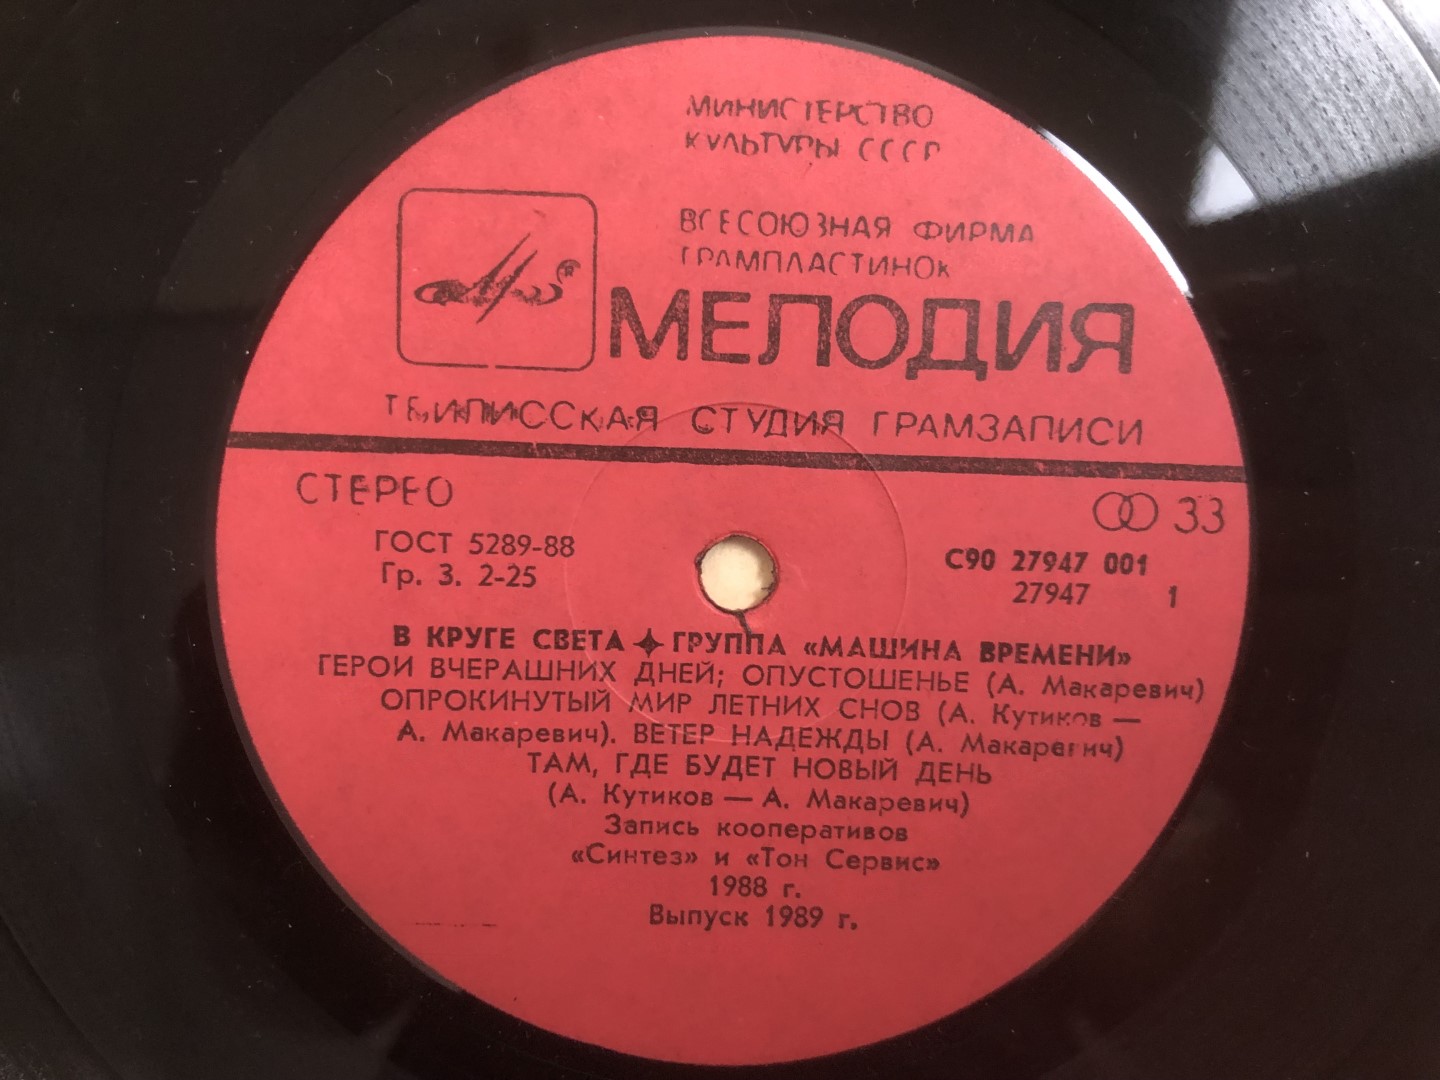 МИНИСТЕРСТВО
КУЛЬТУРЫ СССР
ВСЕСОЮЗНАЯ ФИРМА
ГРАМПЛАСТИНОК
МЕЛОДИЯ
ТБИЛИССКАЯ СТУДИЯ ГРАМЗАПИСИ
СТЕРЕО
33
ГОСТ 5289-88
Гр. 3. 2-25
С90 27947 001
27947 1
В КРУГЕ СВЕТА ✦ ГРУППА «МАШИНА ВРЕМЕНИ»
ГЕРОИ ВЧЕРАШНИХ ДНЕЙ; ОПУСТОШЕНЬЕ (А. Макаревич)
ОПРОКИНУТЫЙ МИР ЛЕТНИХ СНОВ (А. Кутиков —
А. Макаревич). ВЕТЕР НАДЕЖДЫ (А. Макаревич)
ТАМ, ГДЕ БУДЕТ НОВЫЙ ДЕНЬ
(А. Кутиков — А. Макаревич)
Запись кооперативов
«Синтез» и «Тон Сервис»
1988 г.
Выпуск 1989 г.